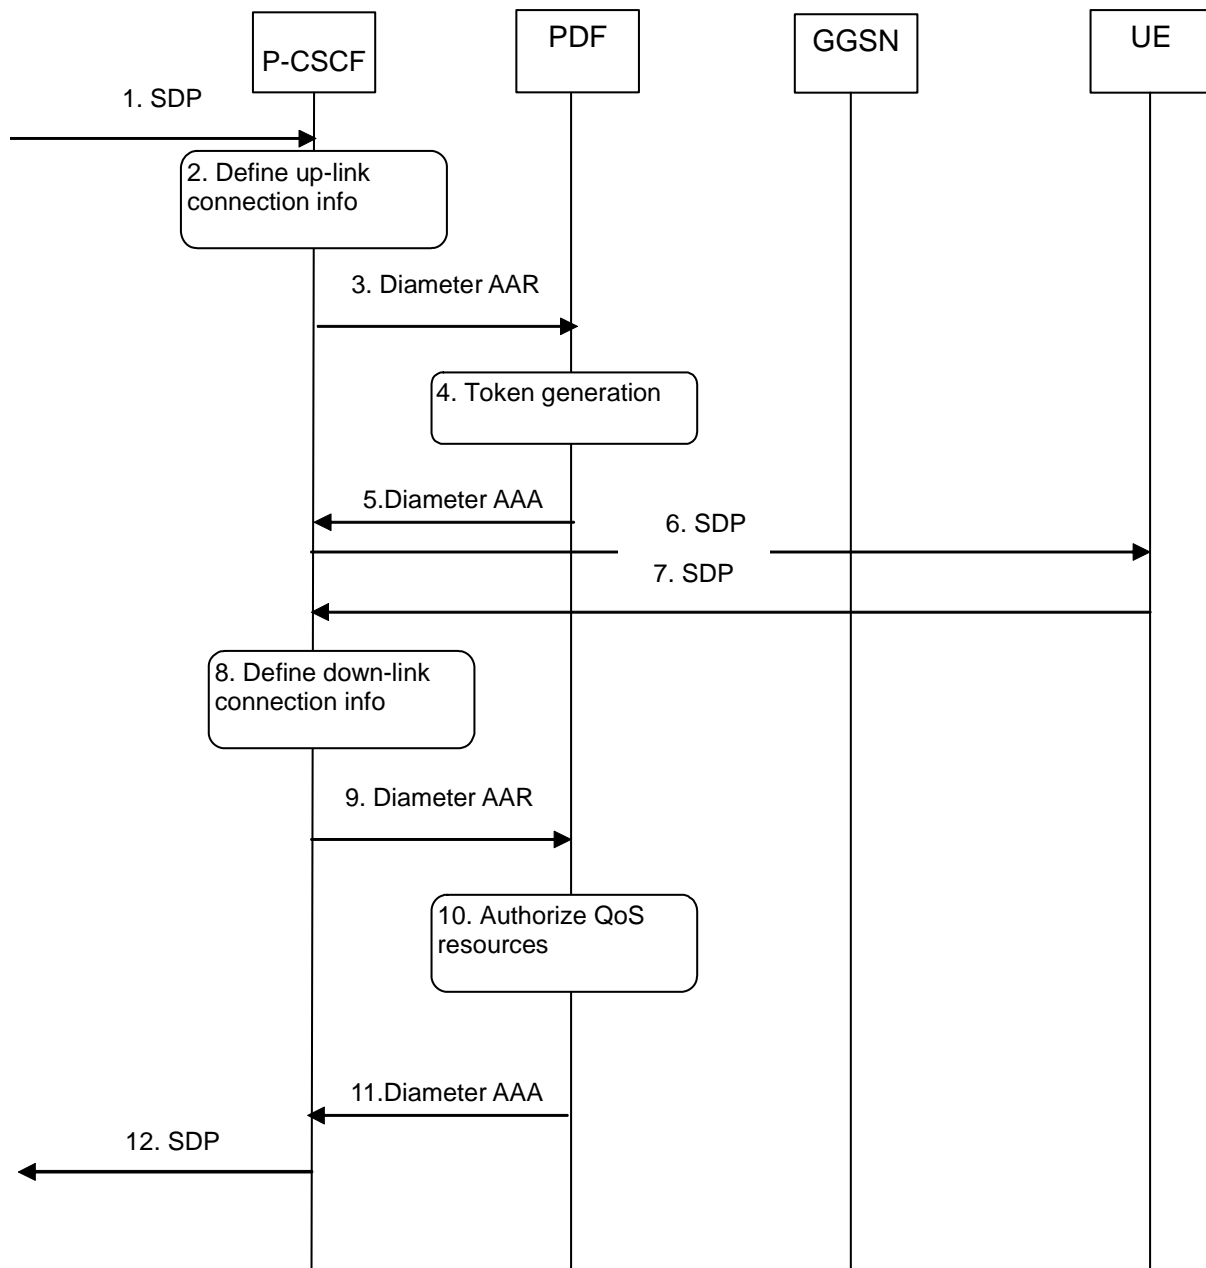 P-CSCF
PDF
GGSN
UE
1. SDP
2. Define up-link
connection info
3. Diameter AAR
4. Token generation
5.Diameter AAA
6. SDP
7. SDP
8. Define down-link
connection info
9. Diameter AAR
10. Authorize QoS
resources
11.Diameter AAA
12. SDP